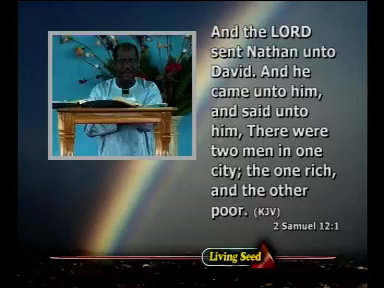 And the LORD
sent Nathan unto
David. And he
came unto him,
and said unto
him, There were
two men in one
city; the one rich,
and the other
poor. (KJV)
2 Samuel 12:1
Living Seed